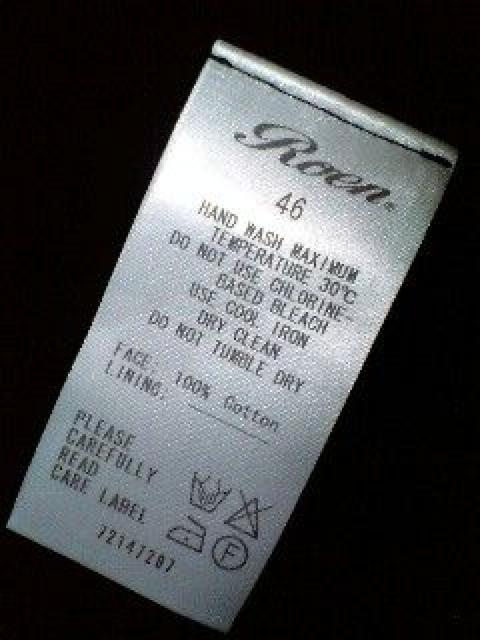 Roen
46
HAND WASH MAXIMUM
TEMPERATURE 30℃
DO NOT USE CHLORINE-
BASED BLEACH
USE COOL IRON
DRY CLEAN
DO NOT TUMBLE DRY
FACE, 100% Cotton
LINING,
PLEASE
CAREFULLY
READ
CARE LABEL
72147207
F